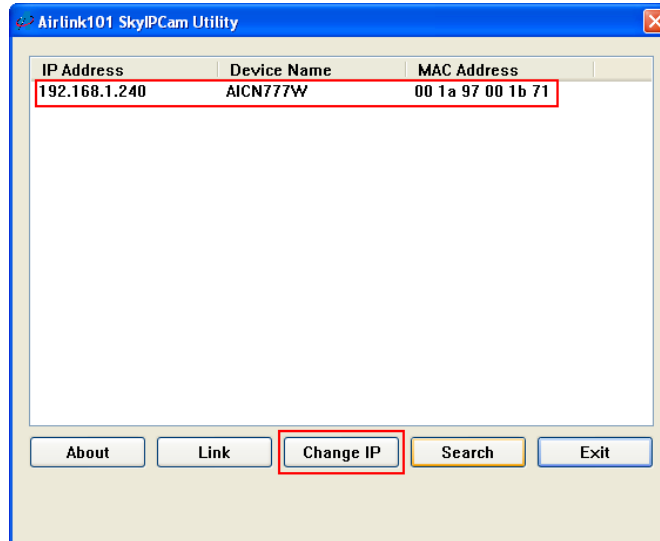 Airlink101 SkyIPCam Utility
IP Address Device Name MAC Address
192.168.1.240 AICN777W 00 1a 97 00 1b 71
About Link Change IP Search Exit